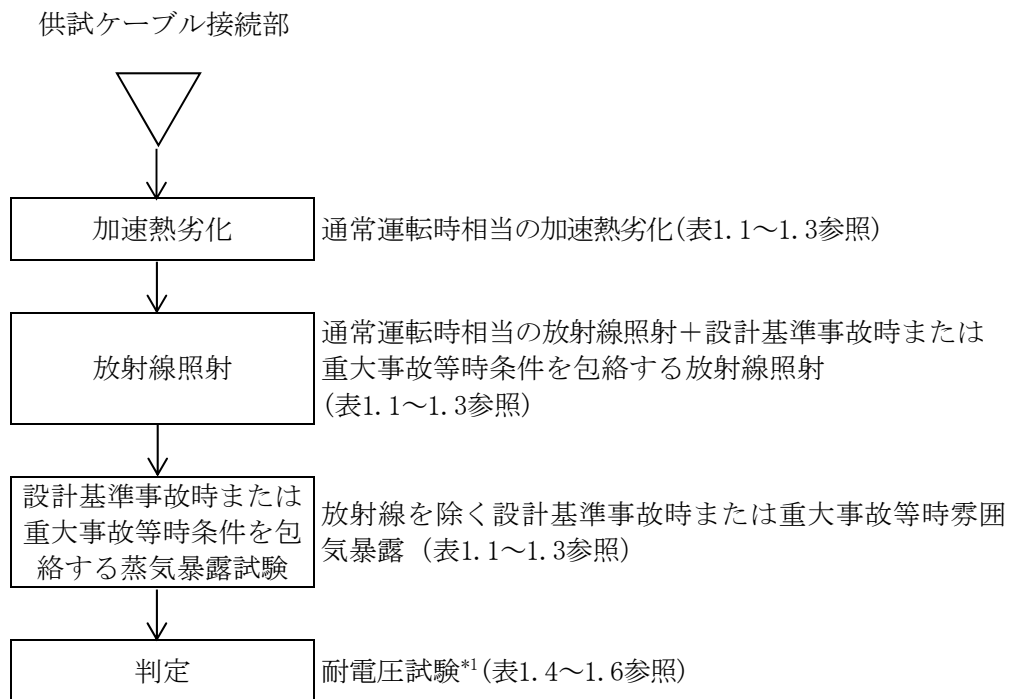 供試ケーブル接続部
加速熱劣化
通常運転時相当の加速熱劣化(表1.1～1.3参照)
放射線照射
通常運転時相当の放射線照射＋設計基準事故時または
重大事故等時条件を包絡する放射線照射
(表1.1～1.3参照)
設計基準事故時または
重大事故等時条件を包
絡する蒸気暴露試験
放射線を除く設計基準事故時または重大事故等時雰囲
気暴露 (表1.1～1.3参照)
判定
耐電圧試験*1(表1.4～1.6参照)